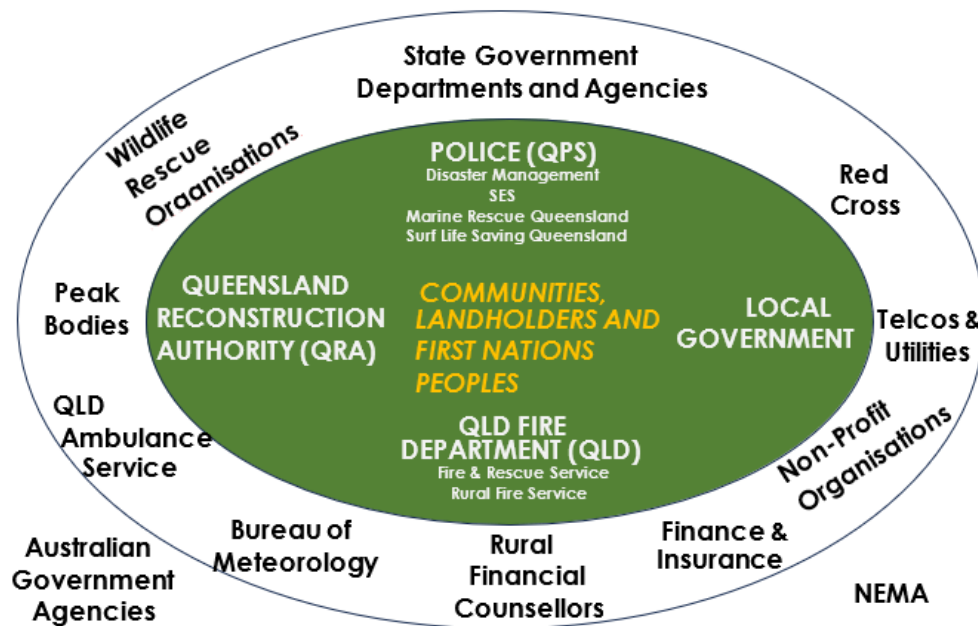 State Government
Departments and Agencies
Wildlife
Rescue
Oraanisations
POLICE (QPS)
Disaster Management
SES
Marine Rescue Queensland
Surf Life Saving Queensland
Red
Cross
Peak
Bodies
QUEENSLAND
RECONSTRUCTION
AUTHORITY (QRA)
COMMUNITIES,
LANDHOLDERS AND
FIRST NATIONS
PEOPLES
LOCAL
GOVERNMENT
Telcos &
Utilities
QLD
Ambulance
Service
QLD FIRE
DEPARTMENT (QLD)
Fire & Rescue Service
Rural Fire Service
Non-Profit
Organisations
Bureau of
Meteorology
Rural
Financial
Counsellors
Finance &
Insurance
Australian
Government
Agencies
NEMA